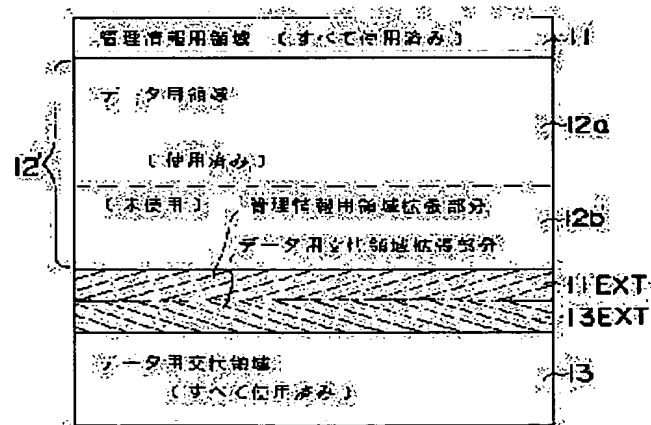 管理情報用領域 〔すべて使用済み〕 11
データ用領域
12a
12'
〔使用済み〕
〔未使用〕 管理情報用領域拡張部分
12b
データ用交代領域拡張部分
11EXT
13EXT
データ用交代領域
13
〔すべて使用済み〕